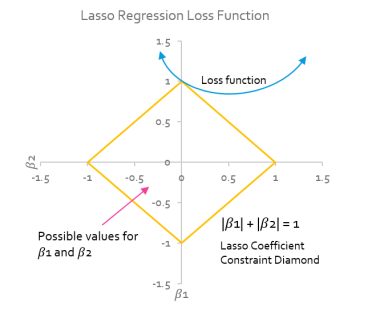 Lasso Regression Loss Function
1.5
1
Loss function
0.5
β2
0
-1.5
-1
-0.5
0
0.5
1
1.5
-0.5
|β1| + |β2| = 1
Possible values for
β1 and β2
-1
Lasso Coefficient
Constraint Diamond
-1.5
β1